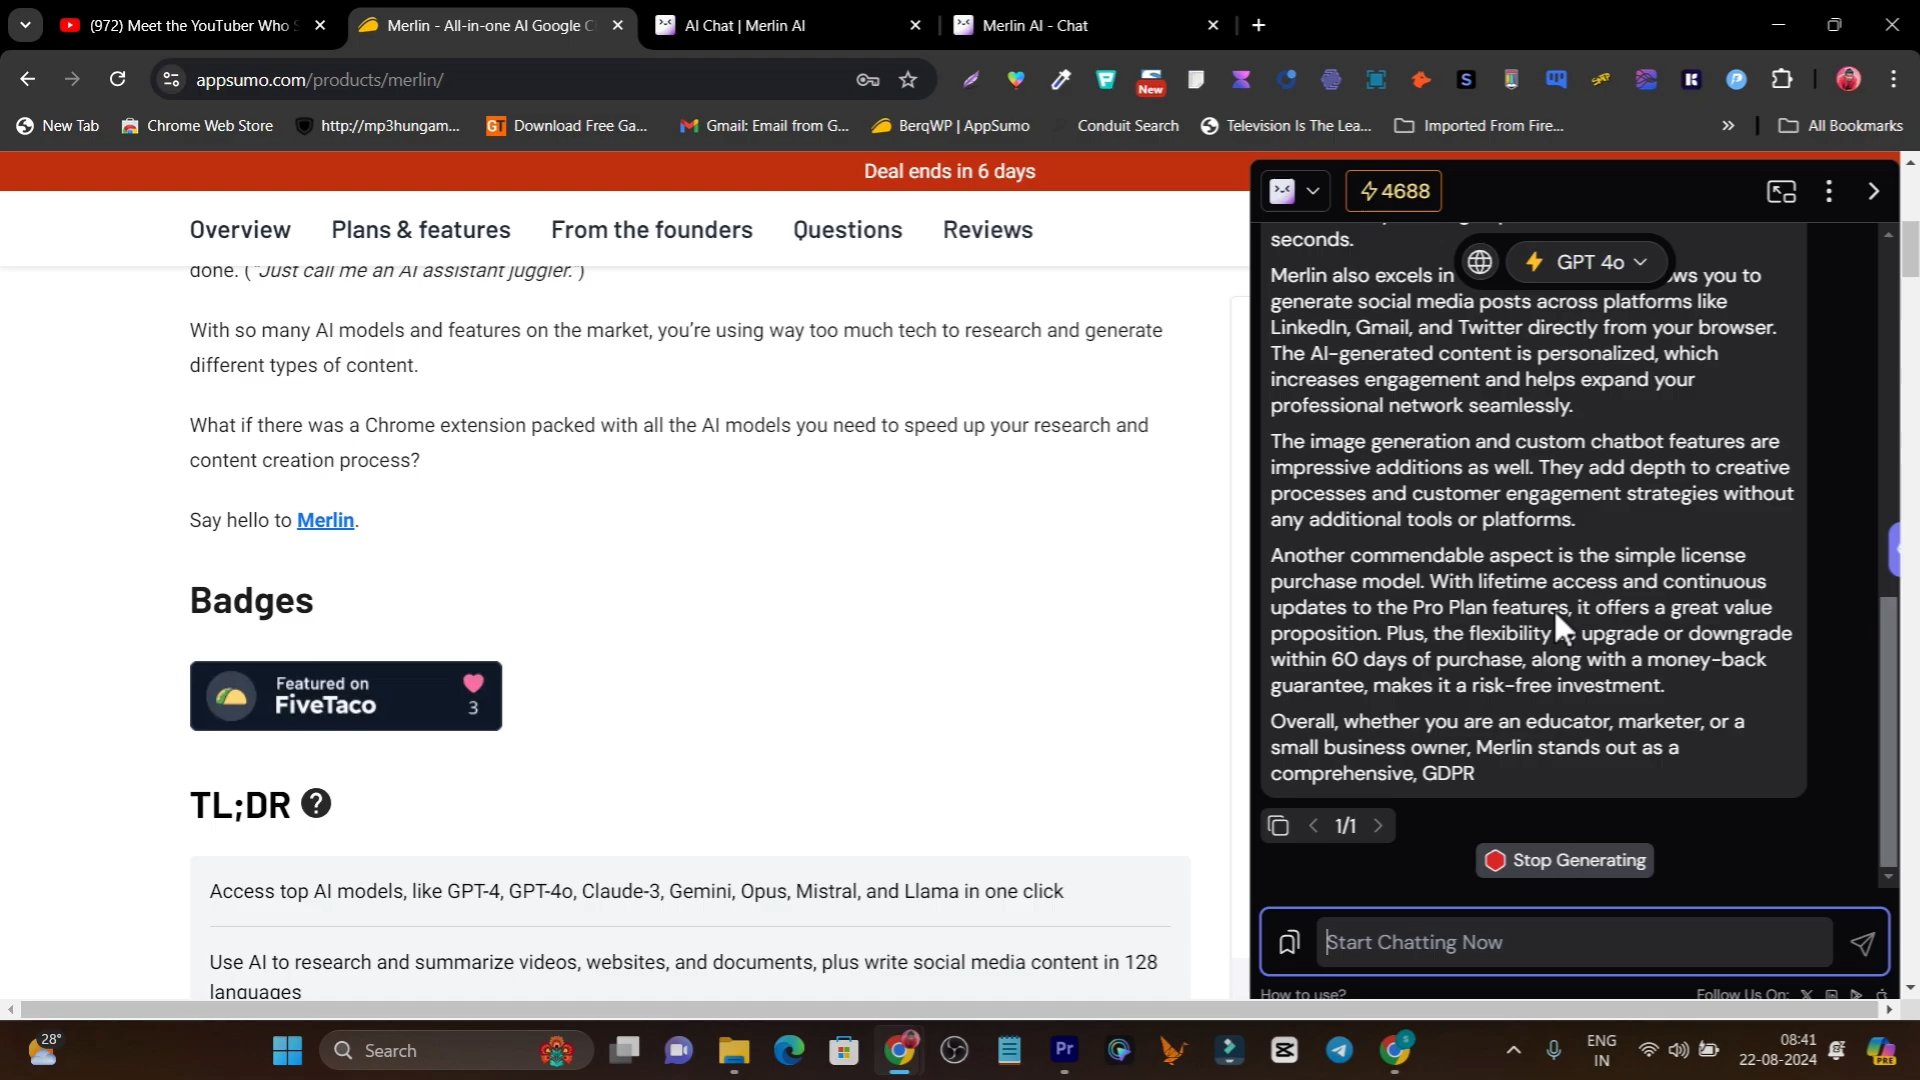 (972) Meet the YouTuber Who
Merlin - All-in-one AI Google C
AI Chat | Merlin AI
Merlin AI - Chat
appsumo.com/products/merlin/
New
New Tab
Chrome Web Store
http://mp3hungam...
Download Free Ga...
Gmail: Email from G...
BerqWP | AppSumo
Conduit Search
Television Is The Lea...
Imported From Fire...
All Bookmarks
Deal ends in 6 days
Overview
Plans & features
From the founders
Questions
Reviews
done. ("Just call me an AI assistant juggler.")
With so many AI models and features on the market, you're using way too much tech to research and generate
different types of content.
What if there was a Chrome extension packed with all the AI models you need to speed up your research and
content creation process?
Say hello to Merlin.
Badges
Featured on
FiveTaco
3
TL;DR ?
Access top AI models, like GPT-4, GPT-4o, Claude-3, Gemini, Opus, Mistral, and Llama in one click
Use AI to research and summarize videos, websites, and documents, plus write social media content in 128
languages
4688
seconds.
GPT 4o
Merlin also excels in
ws you to
generate social media posts across platforms like
LinkedIn, Gmail, and Twitter directly from your browser.
The AI-generated content is personalized, which
increases engagement and helps expand your
professional network seamlessly.
The image generation and custom chatbot features are
impressive additions as well. They add depth to creative
processes and customer engagement strategies without
any additional tools or platforms.
Another commendable aspect is the simple license
purchase model. With lifetime access and continuous
updates to the Pro Plan features, it offers a great value
proposition. Plus, the flexibility upgrade or downgrade
within 60 days of purchase, along with a money-back
guarantee, makes it a risk-free investment.
Overall, whether you are an educator, marketer, or a
small business owner, Merlin stands out as a
comprehensive, GDPR
1/1
Stop Generating
Start Chatting Now
How to use?
Follow Us On:
28°
Search
Pr
ENG
IN
08:41
22-08-2024
PRE